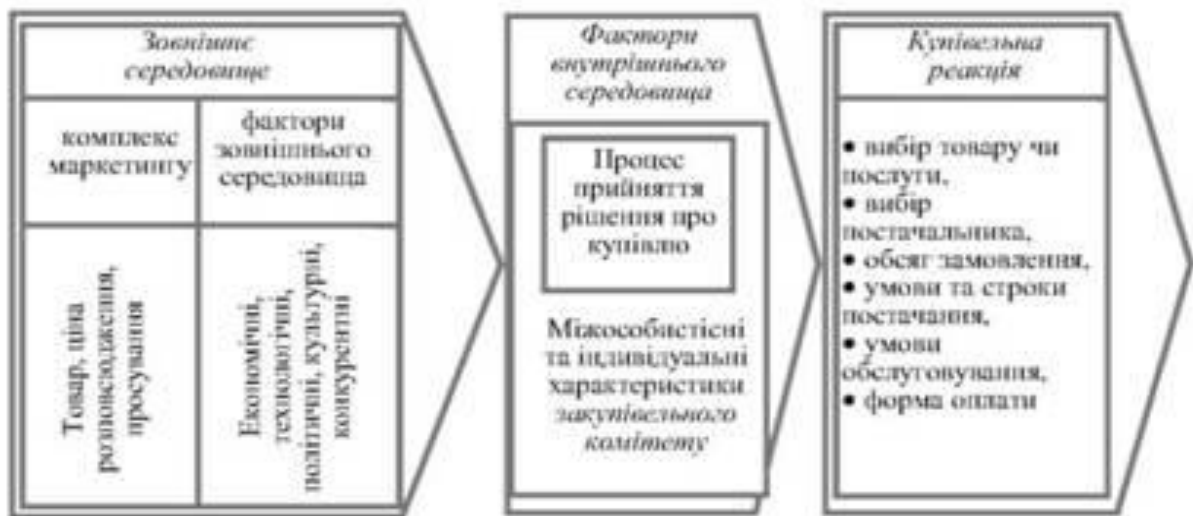 Зовнішнє
середовище
комплекс
маркетингу
фактори
зовнішнього
середовища
Товар, ціна
розповсюдження,
просування
Економічні,
технологічні,
політичні, культурні,
конкуренти
Фактори
внутрішнього
середовища
Процес
прийняття
рішення про
купівлю
Міжособистісні
та індивідуальні
характеристики
закупівельного
комітету
Купівельна
реакція
• вибір товару чи
послуги,
• вибір
постачальника,
• обсяг замовлення,
• умови та строки
постачання,
• умови
обслуговування,
• форма оплати